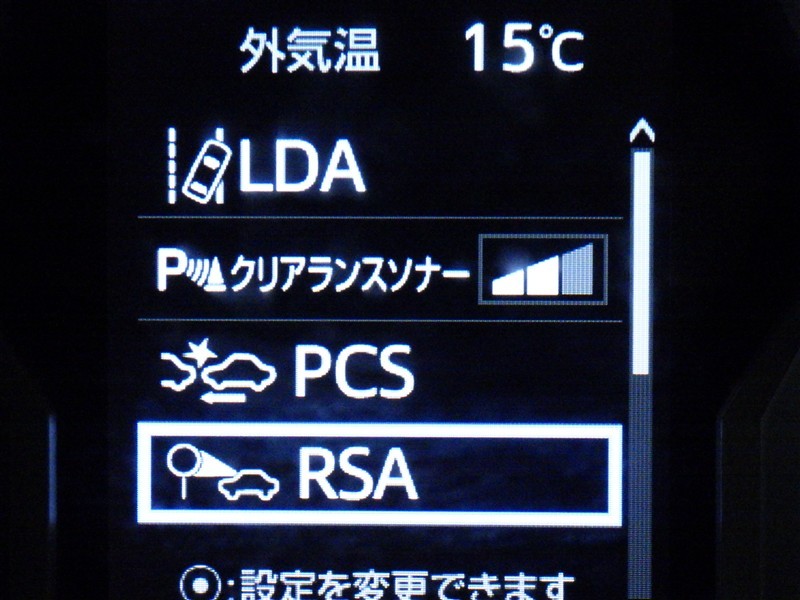 外気温 15℃
LDA
P クリアランスソナー
PCS
RSA
⦿:設定を変更できます